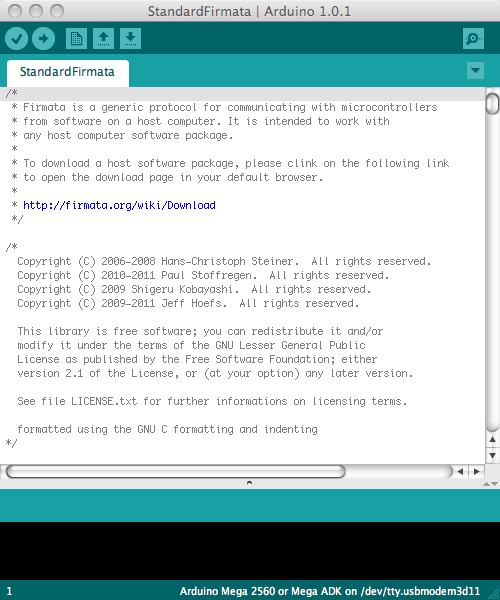 StandardFirmata | Arduino 1.0.1
StandardFirmata
/*
* Firmata is a generic protocol for communicating with microcontrollers
* from software on a host computer. It is intended to work with
* any host computer software package.
*
* To download a host software package, please clink on the following link
* to open the download page in your default browser.
*
* http://firmata.org/wiki/Download
*/
/*
Copyright (C) 2006-2008 Hans-Christoph Steiner.  All rights reserved.
Copyright (C) 2010-2011 Paul Stoffregen.  All rights reserved.
Copyright (C) 2009 Shigeru Kobayashi.  All rights reserved.
Copyright (C) 2009-2011 Jeff Hoefs.  All rights reserved.
This library is free software; you can redistribute it and/or
modify it under the terms of the GNU Lesser General Public
License as published by the Free Software Foundation; either
version 2.1 of the License, or (at your option) any later version.
See file LICENSE.txt for further informations on licensing terms.
formatted using the GNU C formatting and indenting
*/
1
Arduino Mega 2560 or Mega ADK on /dev/tty.usbmodem3d11